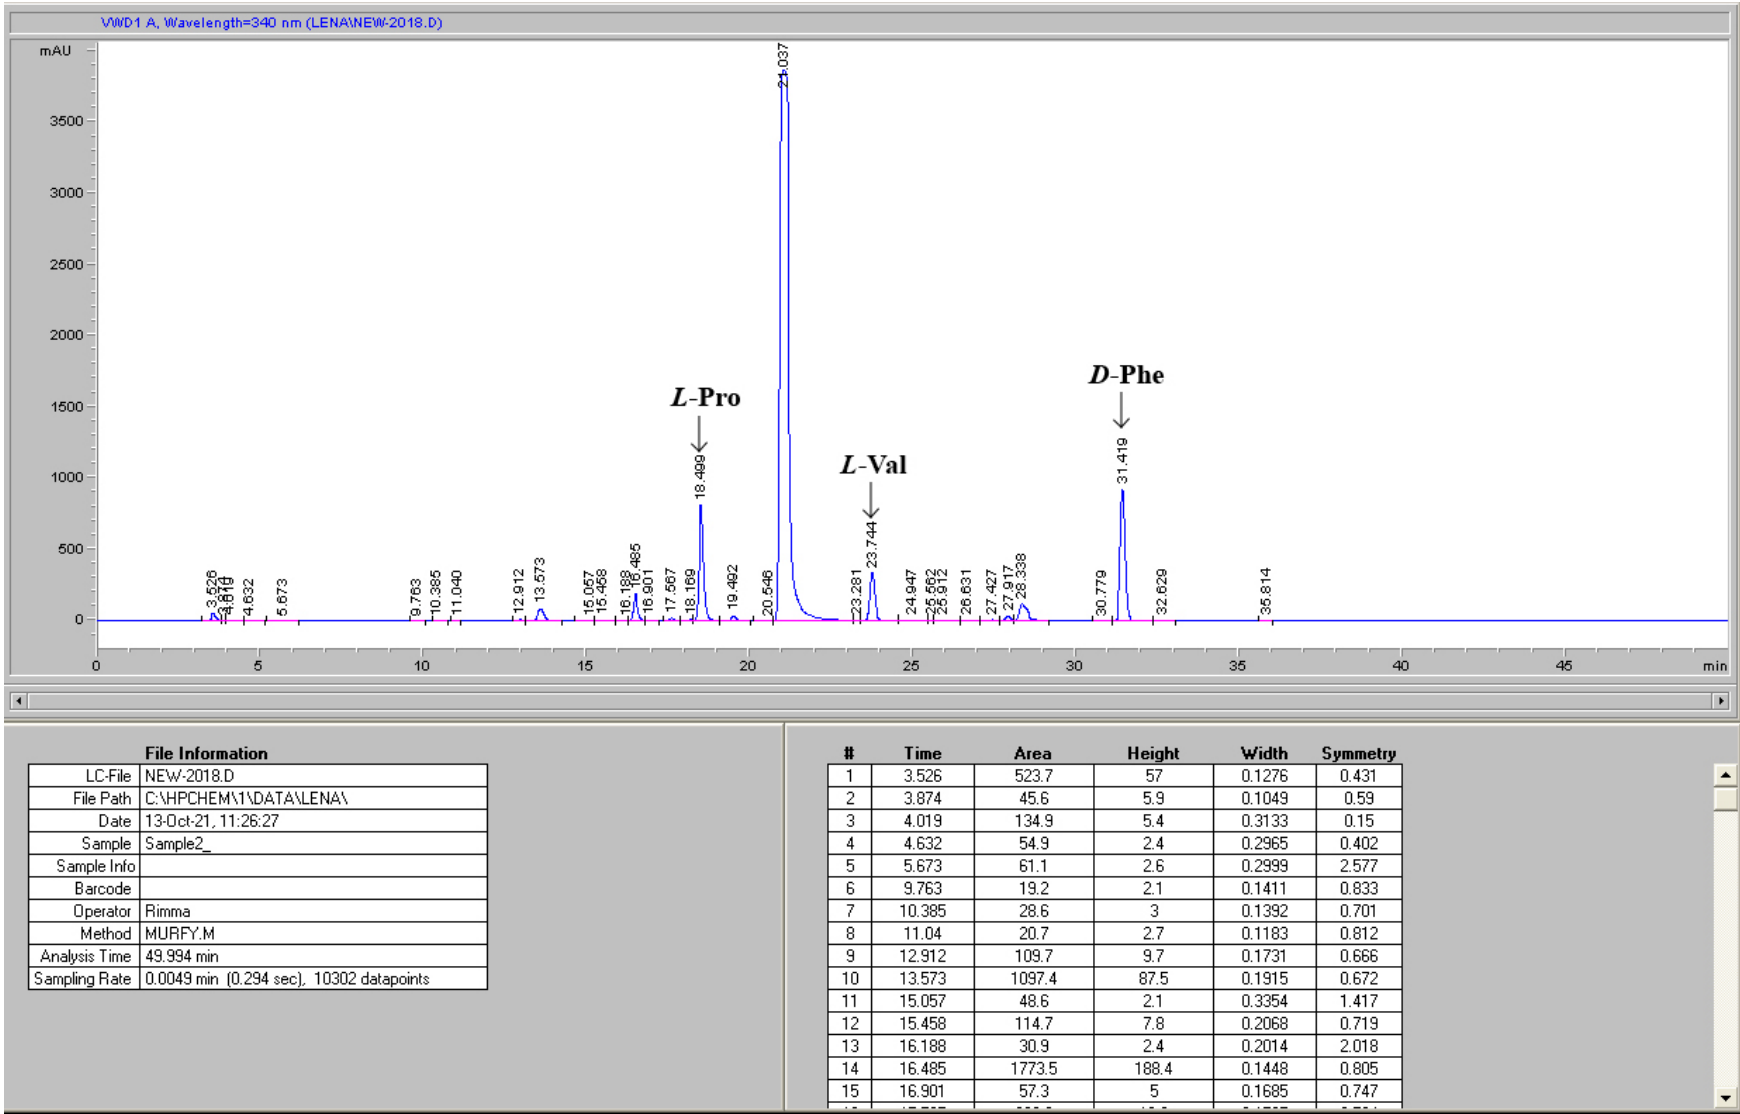 VWD1 A, Wavelength=340 nm (LENA\NEW-2018.D)
mAU
3500
3000
2500
2000
1500
1000
500
0
3.526
3.874
4.019
4.632
5.673
9.763
10.385
11.040
12.912
13.573
15.057
15.458
16.188
16.485
16.901
17.567
18.169
L-Pro
18.499
19.492
20.546
21.037
23.281
L-Val
23.744
24.947
25.562
25.912
26.631
27.427
27.917
28.338
30.779
D-Phe
31.419
32.629
35.814
0 5 10 15 20 25 30 35 40 45 min
File Information
LC-File NEW-2018.D
File Path C:\HPCHEM\1\DATA\LENA\
Date 13-Oct-21, 11:26:27
Sample Sample2_
Sample Info
Barcode
Operator Rimma
Method MURFY.M
Analysis Time 49.994 min
Sampling Rate 0.0049 min (0.294 sec), 10302 datapoints
# Time Area Height Width Symmetry
1 3.526 523.7 57 0.1276 0.431
2 3.874 45.6 5.9 0.1049 0.59
3 4.019 134.9 5.4 0.3133 0.15
4 4.632 54.9 2.4 0.2965 0.402
5 5.673 61.1 2.6 0.2999 2.577
6 9.763 19.2 2.1 0.1411 0.833
7 10.385 28.6 3 0.1392 0.701
8 11.04 20.7 2.7 0.1183 0.812
9 12.912 109.7 9.7 0.1731 0.666
10 13.573 1097.4 87.5 0.1915 0.672
11 15.057 48.6 2.1 0.3354 1.417
12 15.458 114.7 7.8 0.2068 0.719
13 16.188 30.9 2.4 0.2014 2.018
14 16.485 1773.5 188.4 0.1448 0.805
15 16.901 57.3 5 0.1685 0.747